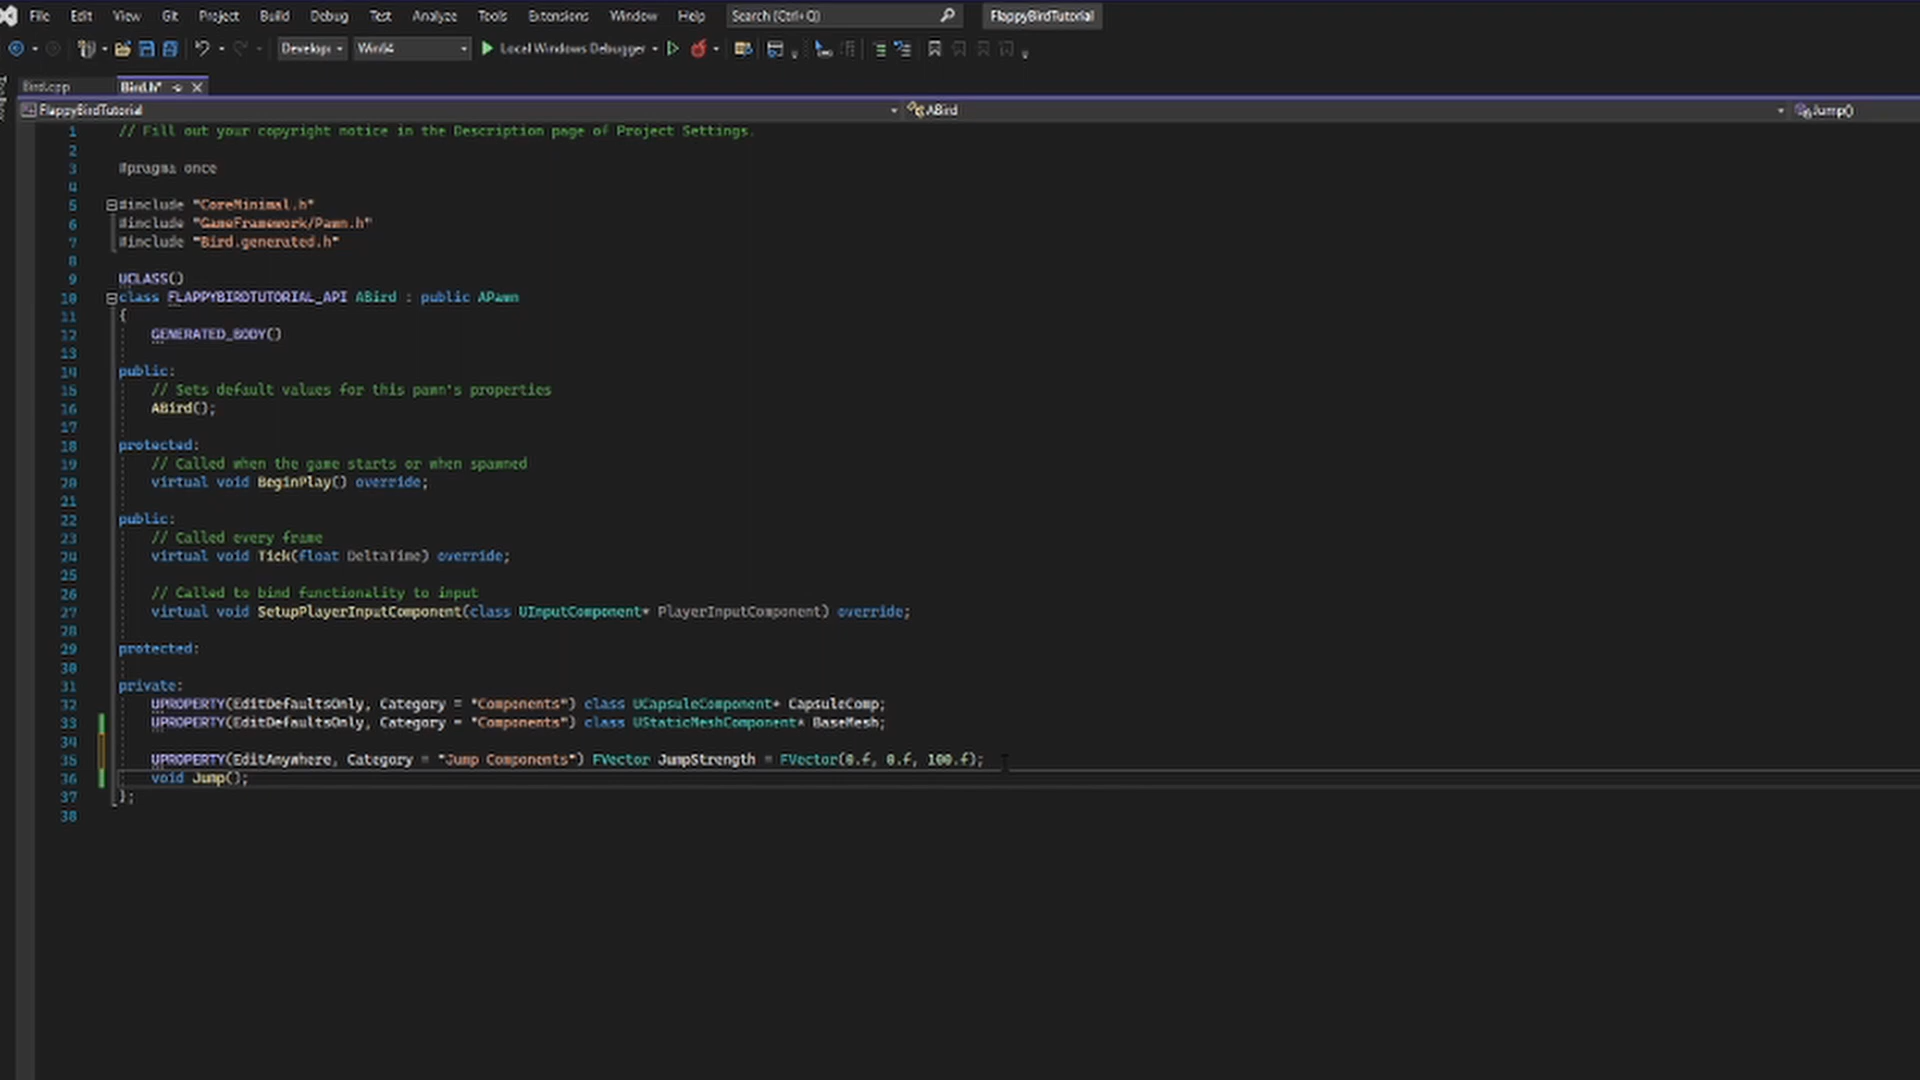 File Edit View Git Project Build Debug Test Analyze Tools Extensions Window Help Search (Ctrl+Q) FlappyBirdTutorial
Develop Win64 Local Windows Debugger
Bird.cpp Bird.h*
FlappyBirdTutorial ABird Jump()
1 // Fill out your copyright notice in the Description page of Project Settings.
2
3 #pragma once
4
5 #include "CoreMinimal.h"
6 #include "GameFramework/Pawn.h"
7 #include "Bird.generated.h"
8
9 UCLASS()
10 class FLAPPYBIRDTUTORIAL_API ABird : public APawn
11 {
12 GENERATED_BODY()
13
14 public:
15 // Sets default values for this pawn's properties
16 ABird();
17
18 protected:
19 // Called when the game starts or when spawned
20 virtual void BeginPlay() override;
21
22 public:
23 // Called every frame
24 virtual void Tick(float DeltaTime) override;
25
26 // Called to bind functionality to input
27 virtual void SetupPlayerInputComponent(class UInputComponent* PlayerInputComponent) override;
28
29 protected:
30
31 private:
32 UPROPERTY(EditDefaultsOnly, Category = "Components") class UCapsuleComponent* CapsuleComp;
33 UPROPERTY(EditDefaultsOnly, Category = "Components") class UStaticMeshComponent* BaseMesh;
34
35 UPROPERTY(EditAnywhere, Category = "Jump Components") FVector JumpStrength = FVector(0.f, 0.f, 100.f);
36 void Jump();
37 };
38